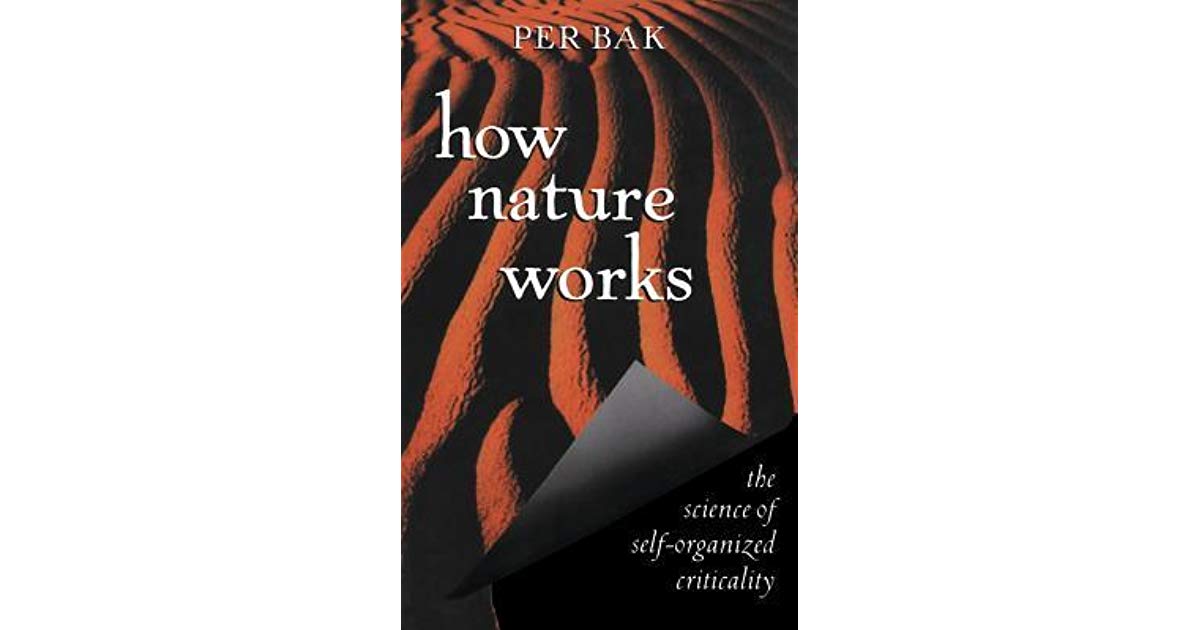 PER BAK
how
nature
works
the
science of
self-organized
criticality